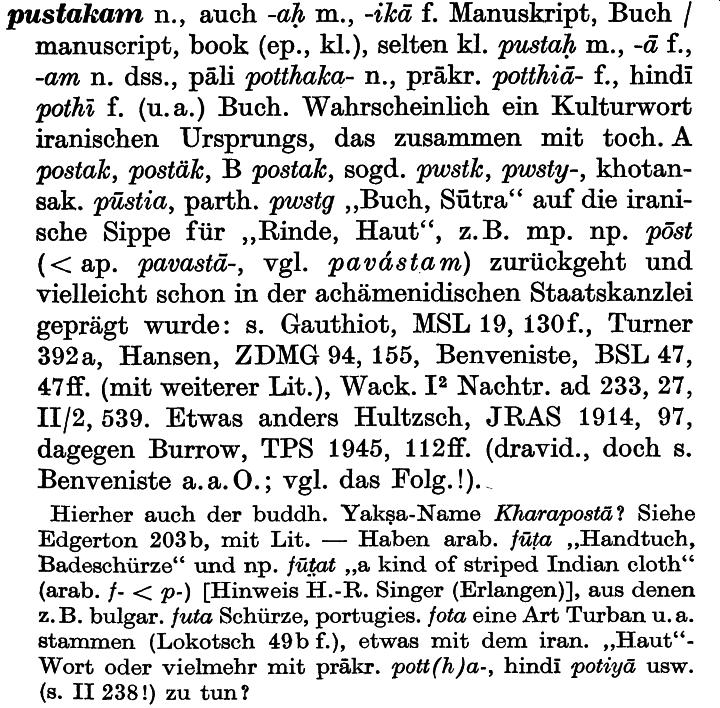 pustakam n., auch -aḥ m., -ikā f. Manuskript, Buch /
manuscript, book (ep., kl.), selten kl. pustaḥ m., -ā f.,
-am n. dss., pāli potthaka- n., prākr. potthiā- f., hindī
pothī f. (u. a.) Buch. Wahrscheinlich ein Kulturwort
iranischen Ursprungs, das zusammen mit toch. A
postak, postäk, B postak, sogd. pwstk, pwsty-, khotan-
sak. pūstia, parth. pwstg „Buch, Sūtra“ auf die irani-
sche Sippe für „Rinde, Haut“, z. B. mp. np. pōst
(< ap. pavastā-, vgl. pavástam) zurückgeht und
vielleicht schon in der achämenidischen Staatskanzlei
geprägt wurde: s. Gauthiot, MSL 19, 130f., Turner
392a, Hansen, ZDMG 94, 155, Benveniste, BSL 47,
47ff. (mit weiterer Lit.), Wack. I² Nachtr. ad 233, 27,
II/2, 539. Etwas anders Hultzsch, JRAS 1914, 97,
dagegen Burrow, TPS 1945, 112ff. (dravid., doch s.
Benveniste a. a. O.; vgl. das Folg.!).
Hierher auch der buddh. Yakṣa-Name Kharapostā? Siehe
Edgerton 203b, mit Lit. — Haben arab. fūṭa „Handtuch,
Badeschürze“ und np. fūṭat „a kind of striped Indian cloth“
(arab. f- < p-) [Hinweis H.-R. Singer (Erlangen)], aus denen
z. B. bulgar. futa Schürze, portugies. fota eine Art Turban u. a.
stammen (Lokotsch 49b f.), etwas mit dem iran. „Haut“-
Wort oder vielmehr mit prākr. pott(h)a-, hindī potiyā usw.
(s. II 238!) zu tun?